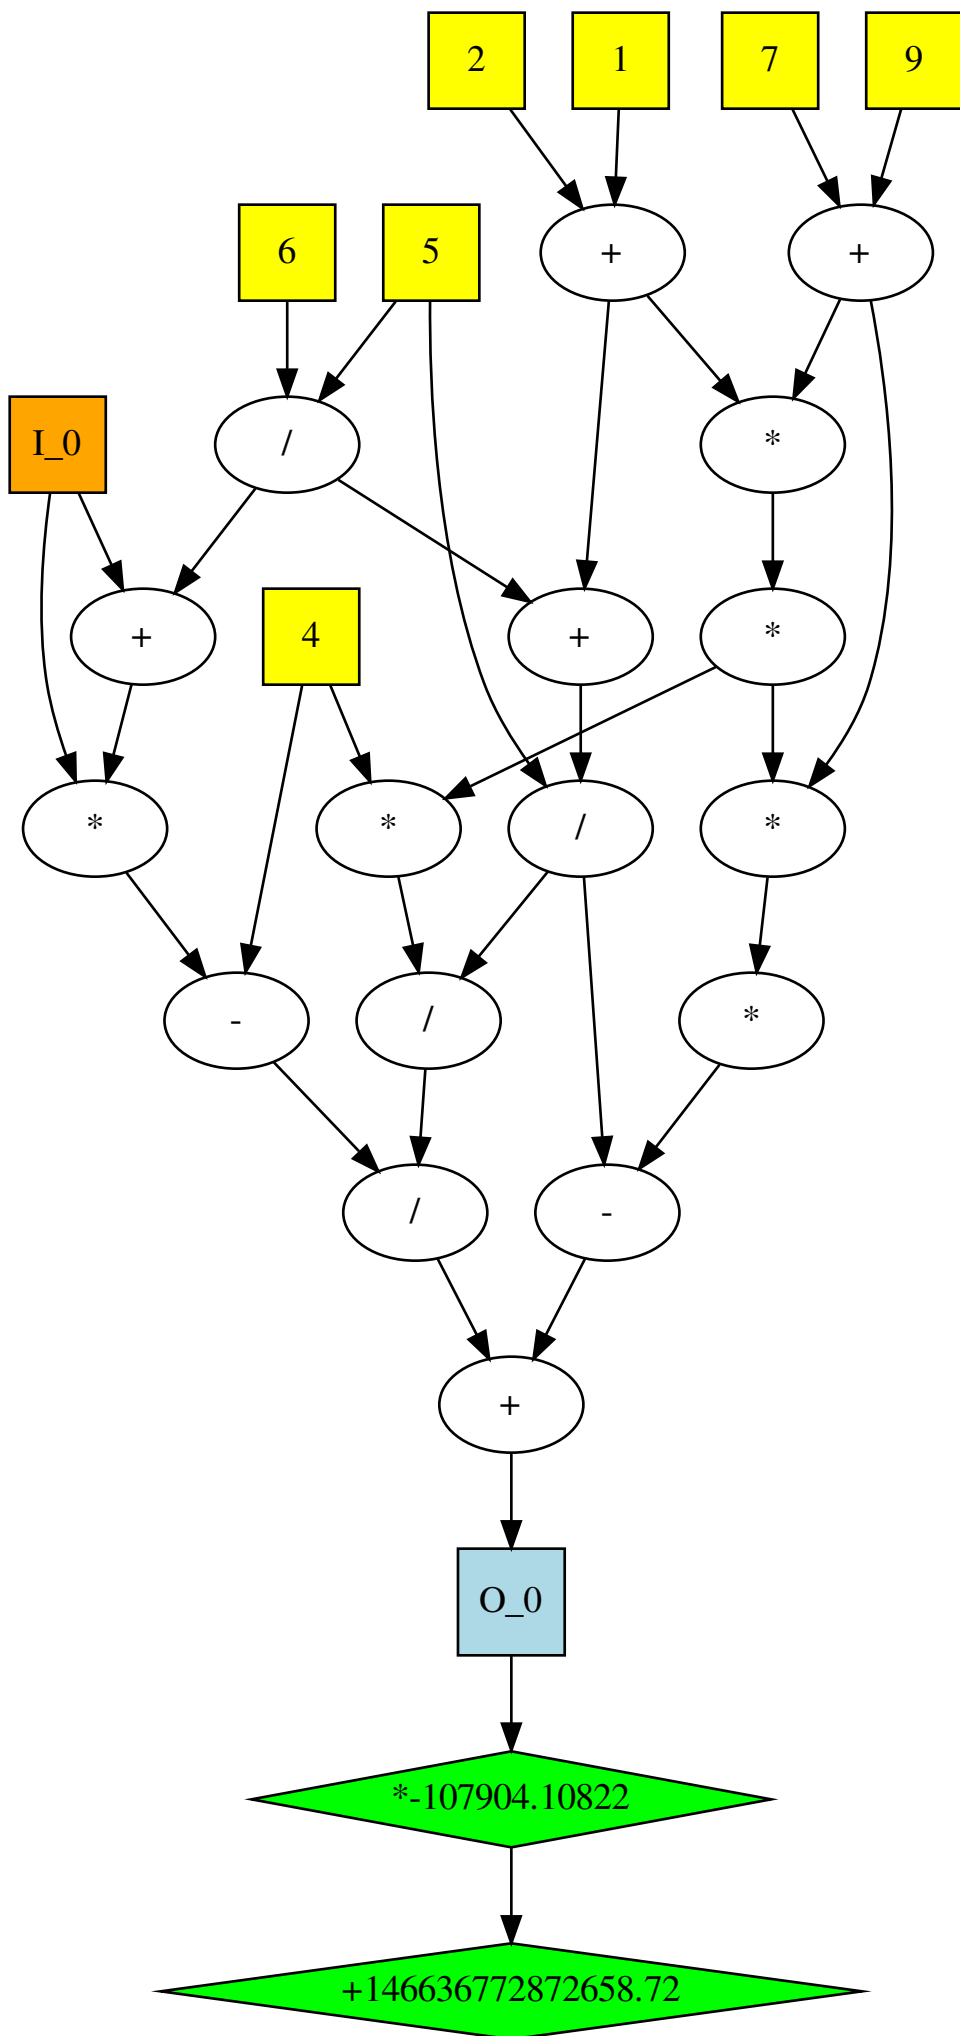 2 1 7 9
6 5 + +
I_0 / *
+ 4 + *
* * / *
- / *
/ -
+
O_0
*-107904.10822
+146636772872658.72